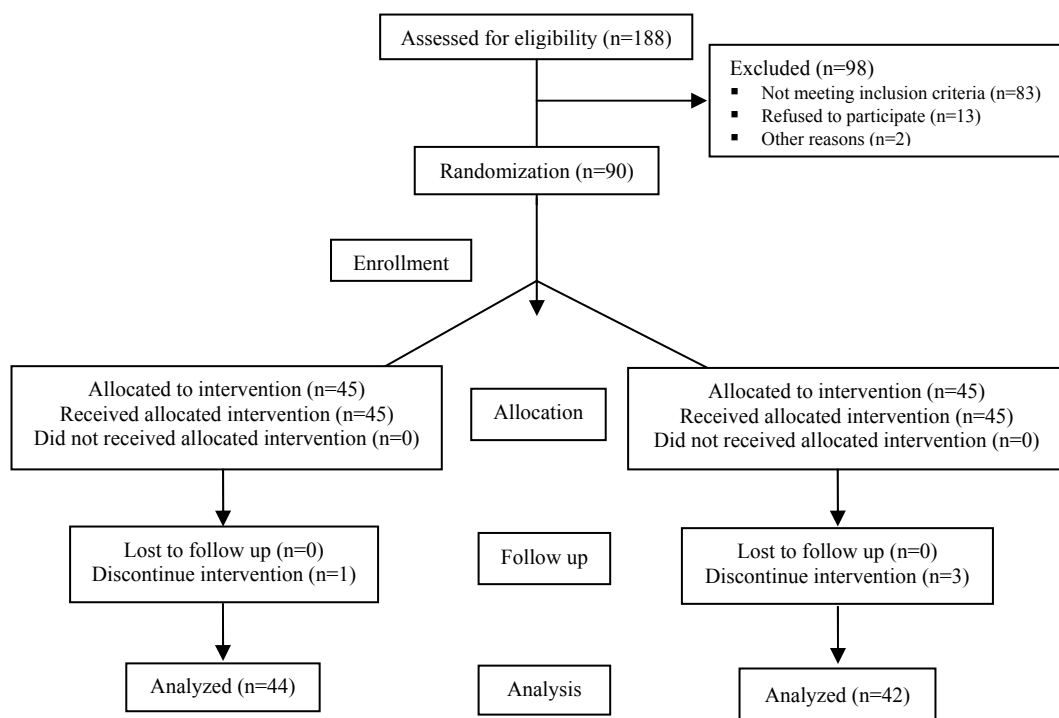 Assessed for eligibility (n=188)
Excluded (n=98)
▪ Not meeting inclusion criteria (n=83)
▪ Refused to participate (n=13)
▪ Other reasons (n=2)
Randomization (n=90)
Enrollment
Allocated to intervention (n=45)
Received allocated intervention (n=45)
Did not received allocated intervention (n=0)
Allocation
Allocated to intervention (n=45)
Received allocated intervention (n=45)
Did not received allocated intervention (n=0)
Lost to follow up (n=0)
Discontinue intervention (n=1)
Follow up
Lost to follow up (n=0)
Discontinue intervention (n=3)
Analyzed (n=44)
Analysis
Analyzed (n=42)